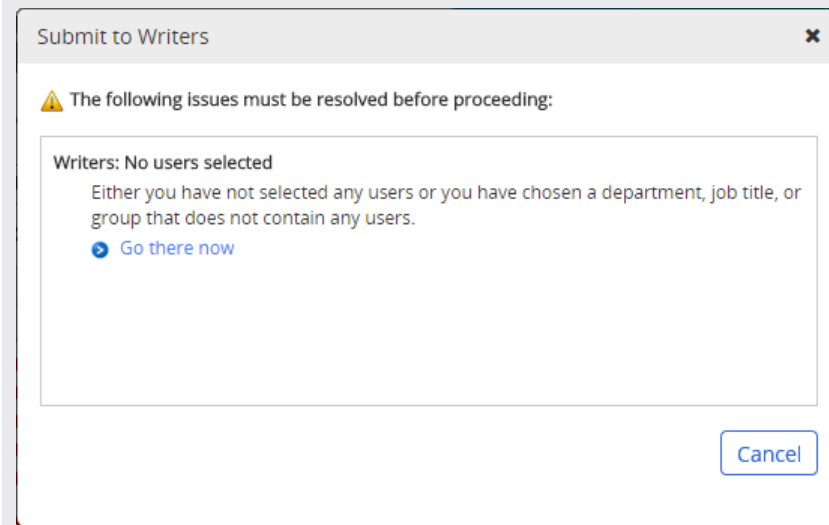 Submit to Writers
The following issues must be resolved before proceeding:
Writers: No users selected
Either you have not selected any users or you have chosen a department, job title, or
group that does not contain any users.
Go there now
Cancel